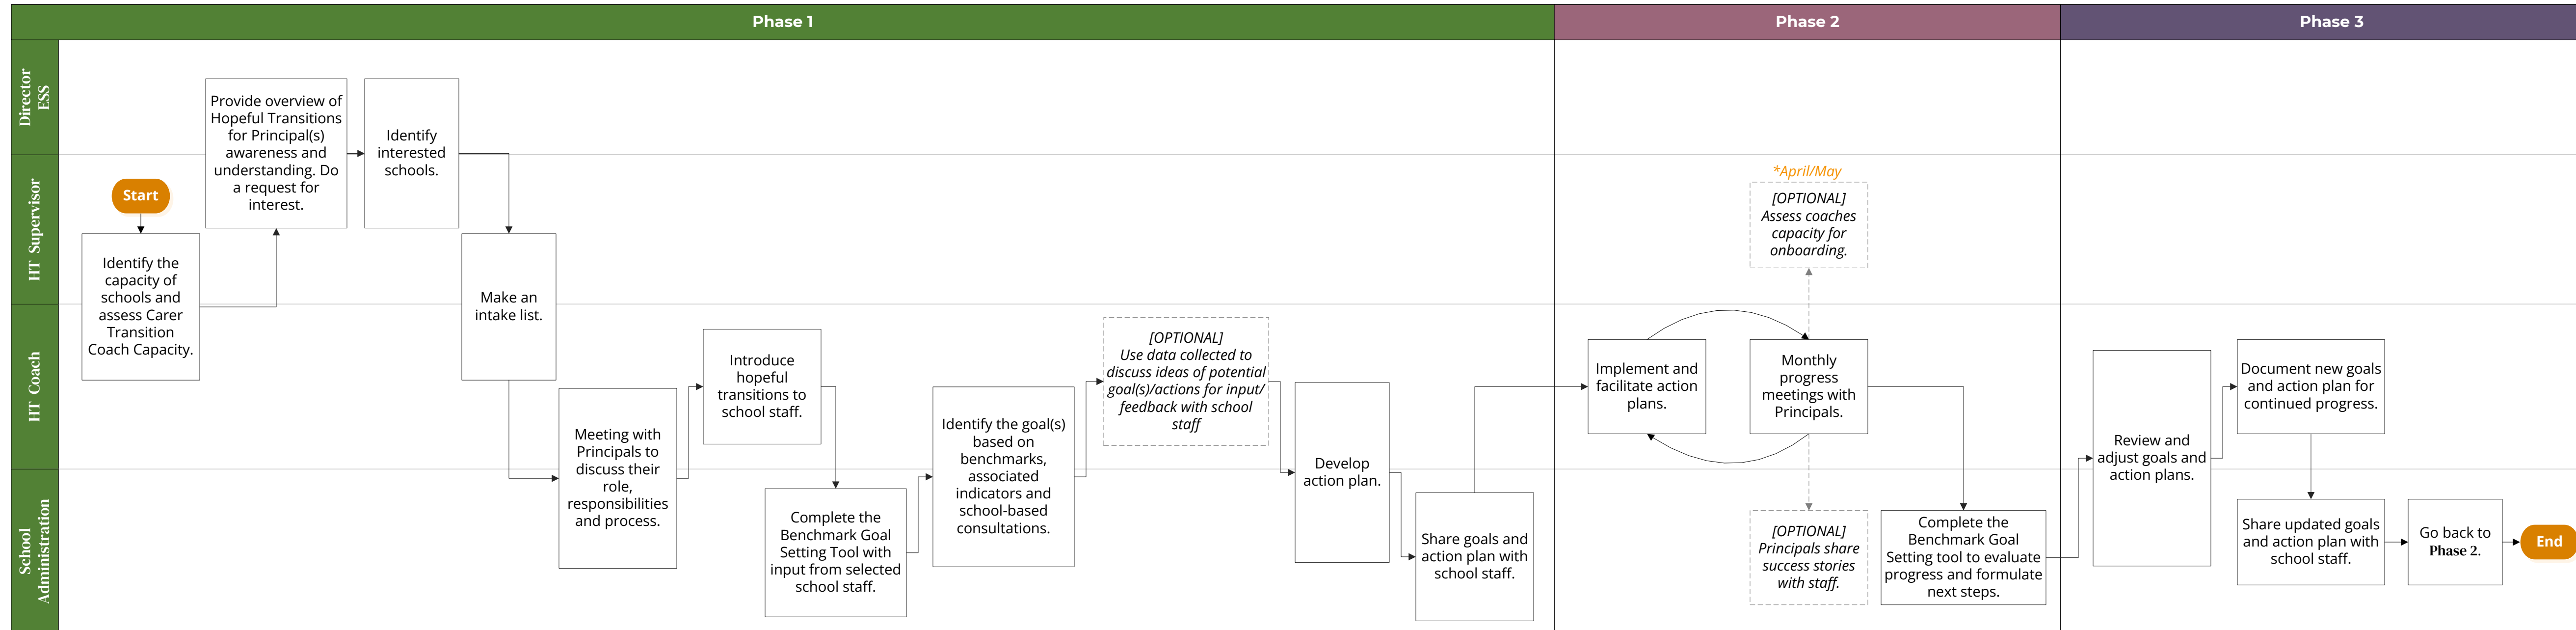 Phase 1
Phase 2
Phase 3
Director
ESS
HT Supervisor
HT Coach
School
Administration
Start
Identify the
capacity of
schools and
assess Carer
Transition
Coach Capacity.
Provide overview of
Hopeful Transitions
for Principal(s)
awareness and
understanding. Do
a request for
interest.
Identify
interested
schools.
Make an
intake list.
Meeting with
Principals to
discuss their
role,
responsibilities
and process.
Introduce
hopeful
transitions to
school staff.
Complete the
Benchmark Goal
Setting Tool with
input from selected
school staff.
Identify the goal(s)
based on
benchmarks,
associated
indicators and
school-based
consultations.
[OPTIONAL]
Use data collected to
discuss ideas of potential
goal(s)/actions for input/
feedback with school
staff
Develop
action plan.
Share goals and
action plan with
school staff.
Implement and
facilitate action
plans.
*April/May
[OPTIONAL]
Assess coaches
capacity for
onboarding.
Monthly
progress
meetings with
Principals.
[OPTIONAL]
Principals share
success stories
with staff.
Complete the
Benchmark Goal
Setting tool to evaluate
progress and formulate
next steps.
Review and
adjust goals and
action plans.
Document new goals
and action plan for
continued progress.
Share updated goals
and action plan with
school staff.
Go back to
Phase 2.
End